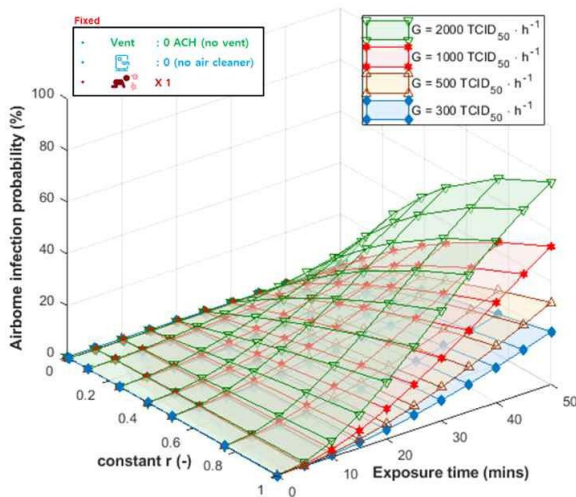 Fixed
Vent : 0 ACH (no vent)
: 0 (no air cleaner)
X 1
G = 2000 TCID50 · h-1
G = 1000 TCID50 · h-1
G = 500 TCID50 · h-1
G = 300 TCID50 · h-1
Airborne infection probability (%)
100
80
60
40
20
0
0
0.2
0.4
0.6
0.8
1
constant r (-)
0
10
20
30
40
50
Exposure time (mins)